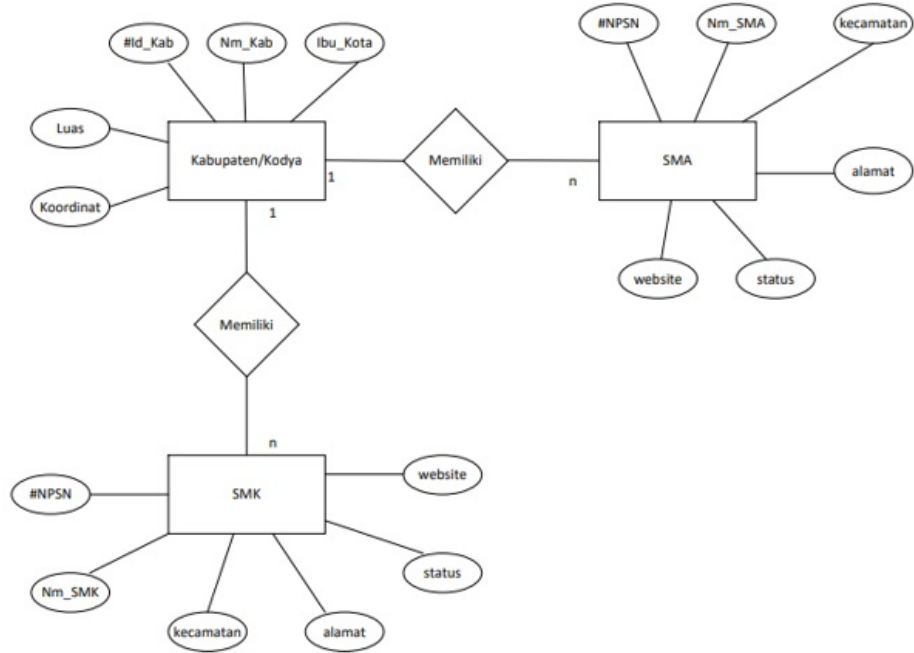 #Id_Kab
Nm_Kab
Ibu_Kota
#NPSN
Nm_SMA
kecamatan
Luas
Kabupaten/Kodya
Memiliki
SMA
1
n
alamat
Koordinat
1
website
status
Memiliki
n
website
#NPSN
SMK
status
Nm_SMK
kecamatan
alamat